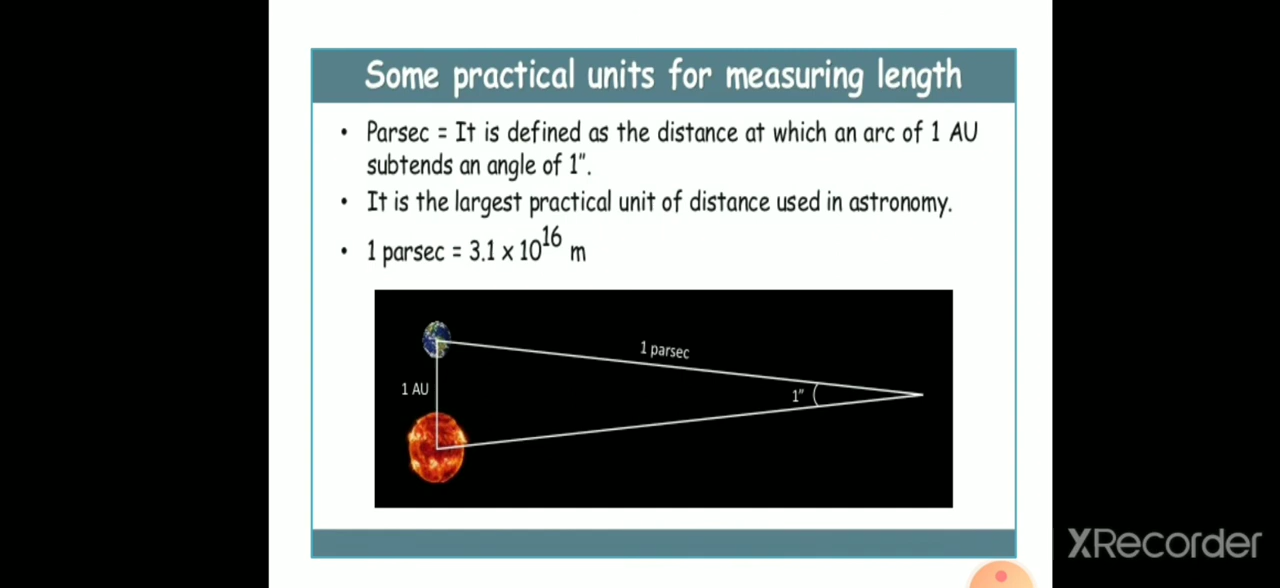 Some practical units for measuring length
• Parsec = It is defined as the distance at which an arc of 1 AU
subtends an angle of 1".
• It is the largest practical unit of distance used in astronomy.
• 1 parsec = 3.1 x 10^16 m
1 parsec
1 AU
1"
XRecorder